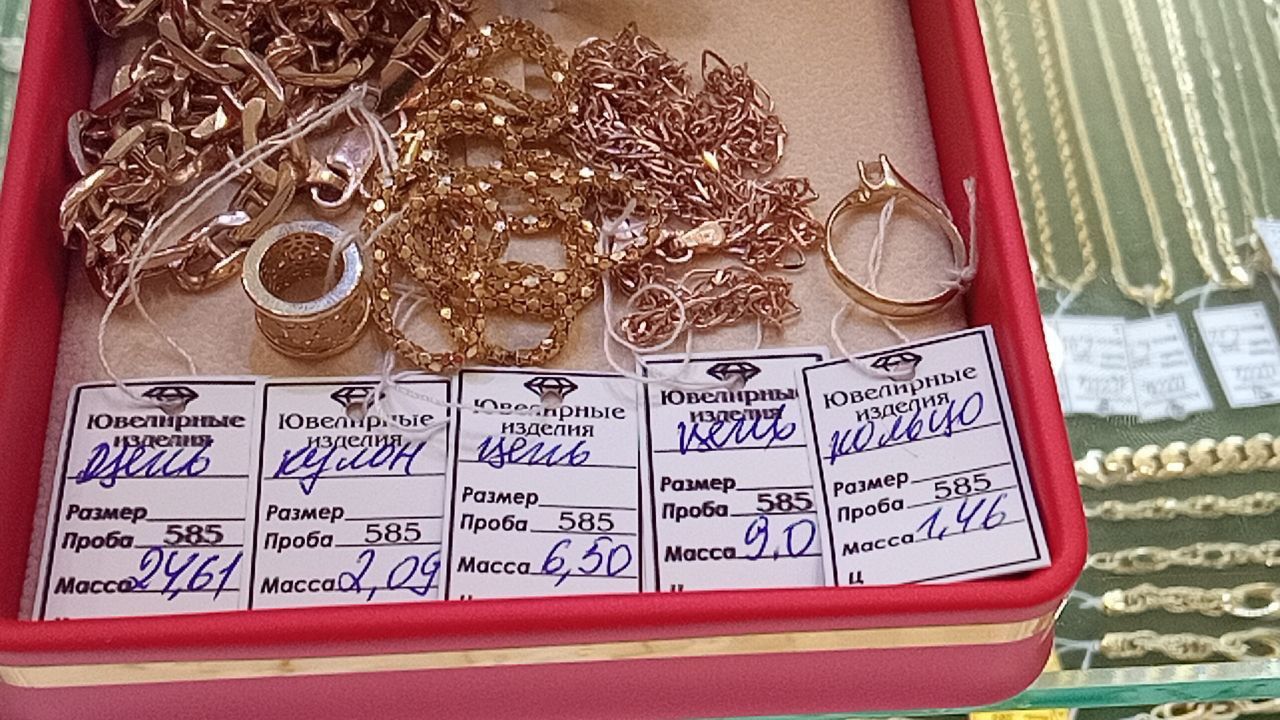 Ювелирные
изделия
цепь
Размер
Проба 585
Масса 24,61
Ювелирные
изделия
кулон
Размер
Проба 585
Масса 2,09
Ювелирные
изделия
цепь
Размер
Проба 585
Масса 6,50
Ювелирные
изделия
цепь
Размер
Проба 585
Масса 9,0
Ювелирные
изделия
кольцо
Размер
Проба 585
Масса 1,46